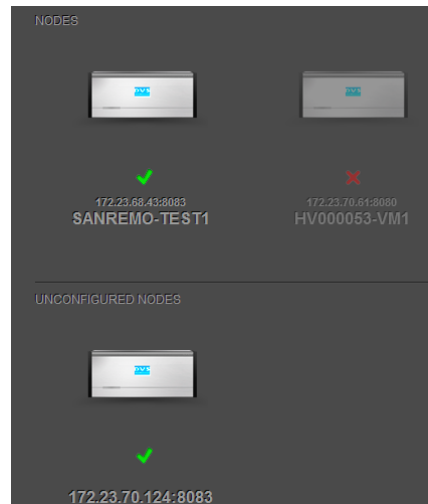 NODES
172.23.68.43:8083
SANREMO-TEST1
172.23.70.61:8080
HV000053-VM1
UNCONFIGURED NODES
172.23.70.124:8083